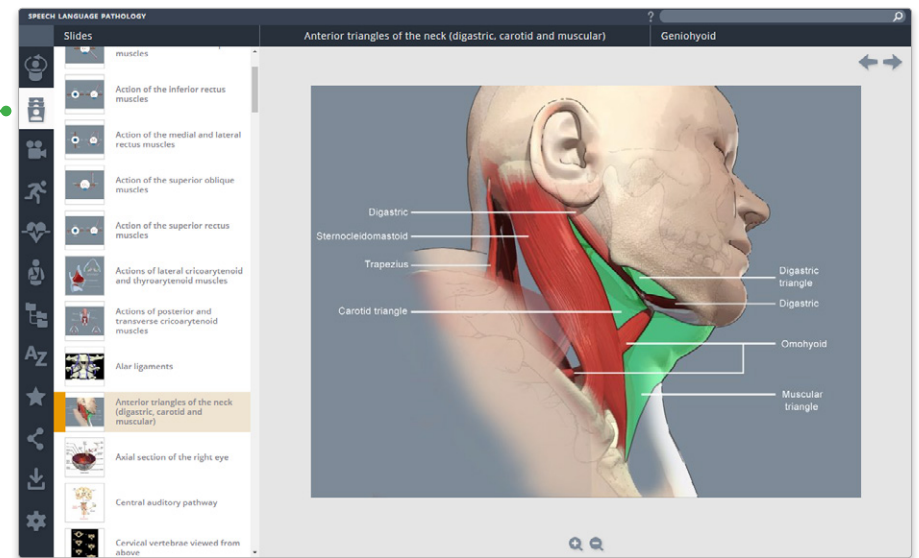 SPEECH LANGUAGE PATHOLOGY
?
Slides
Anterior triangles of the neck (digastric, carotid and muscular)
Geniohyoid
muscles
Action of the inferior rectus
muscles
Action of the medial and lateral
rectus muscles
Action of the superior oblique
muscles
Action of the superior rectus
muscles
Actions of lateral cricoarytenoid
and thyroarytenoid muscles
Actions of posterior and
transverse cricoarytenoid
muscles
Alar ligaments
Anterior triangles of the neck
(digastric, carotid and
muscular)
Axial section of the right eye
Central auditory pathway
Cervical vertebrae viewed from
above
AZ
Digastric
Sternocleidomastoid
Trapezius
Carotid triangle
Digastric
triangle
Digastric
Omohyoid
Muscular
triangle